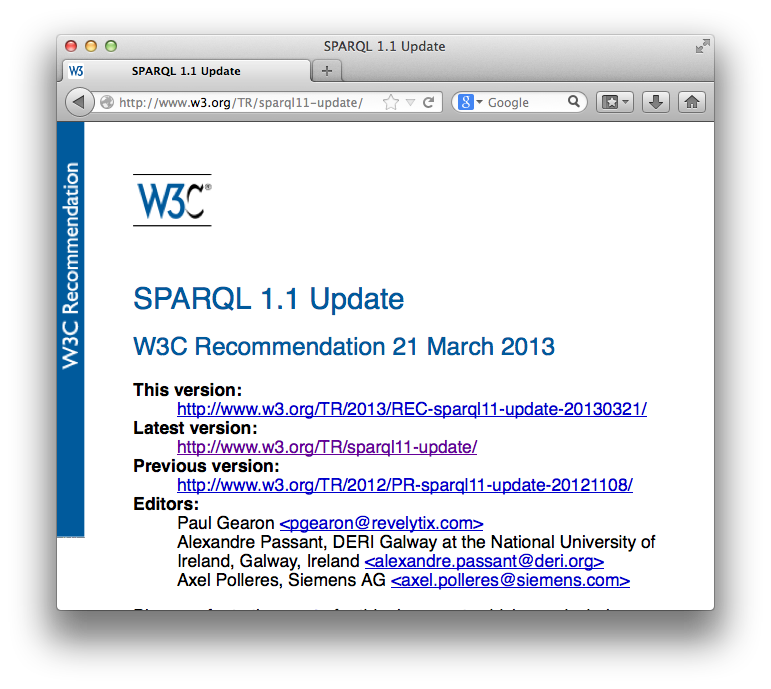 SPARQL 1.1 Update
W3 SPARQL 1.1 Update
http://www.w3.org/TR/sparql11-update/
Google
W3C Recommendation
W3C®
SPARQL 1.1 Update
W3C Recommendation 21 March 2013
This version:
http://www.w3.org/TR/2013/REC-sparql11-update-20130321/
Latest version:
http://www.w3.org/TR/sparql11-update/
Previous version:
http://www.w3.org/TR/2012/PR-sparql11-update-20121108/
Editors:
Paul Gearon <pgearon@revelytix.com>
Alexandre Passant, DERI Galway at the National University of
Ireland, Galway, Ireland <alexandre.passant@deri.org>
Axel Polleres, Siemens AG <axel.polleres@siemens.com>